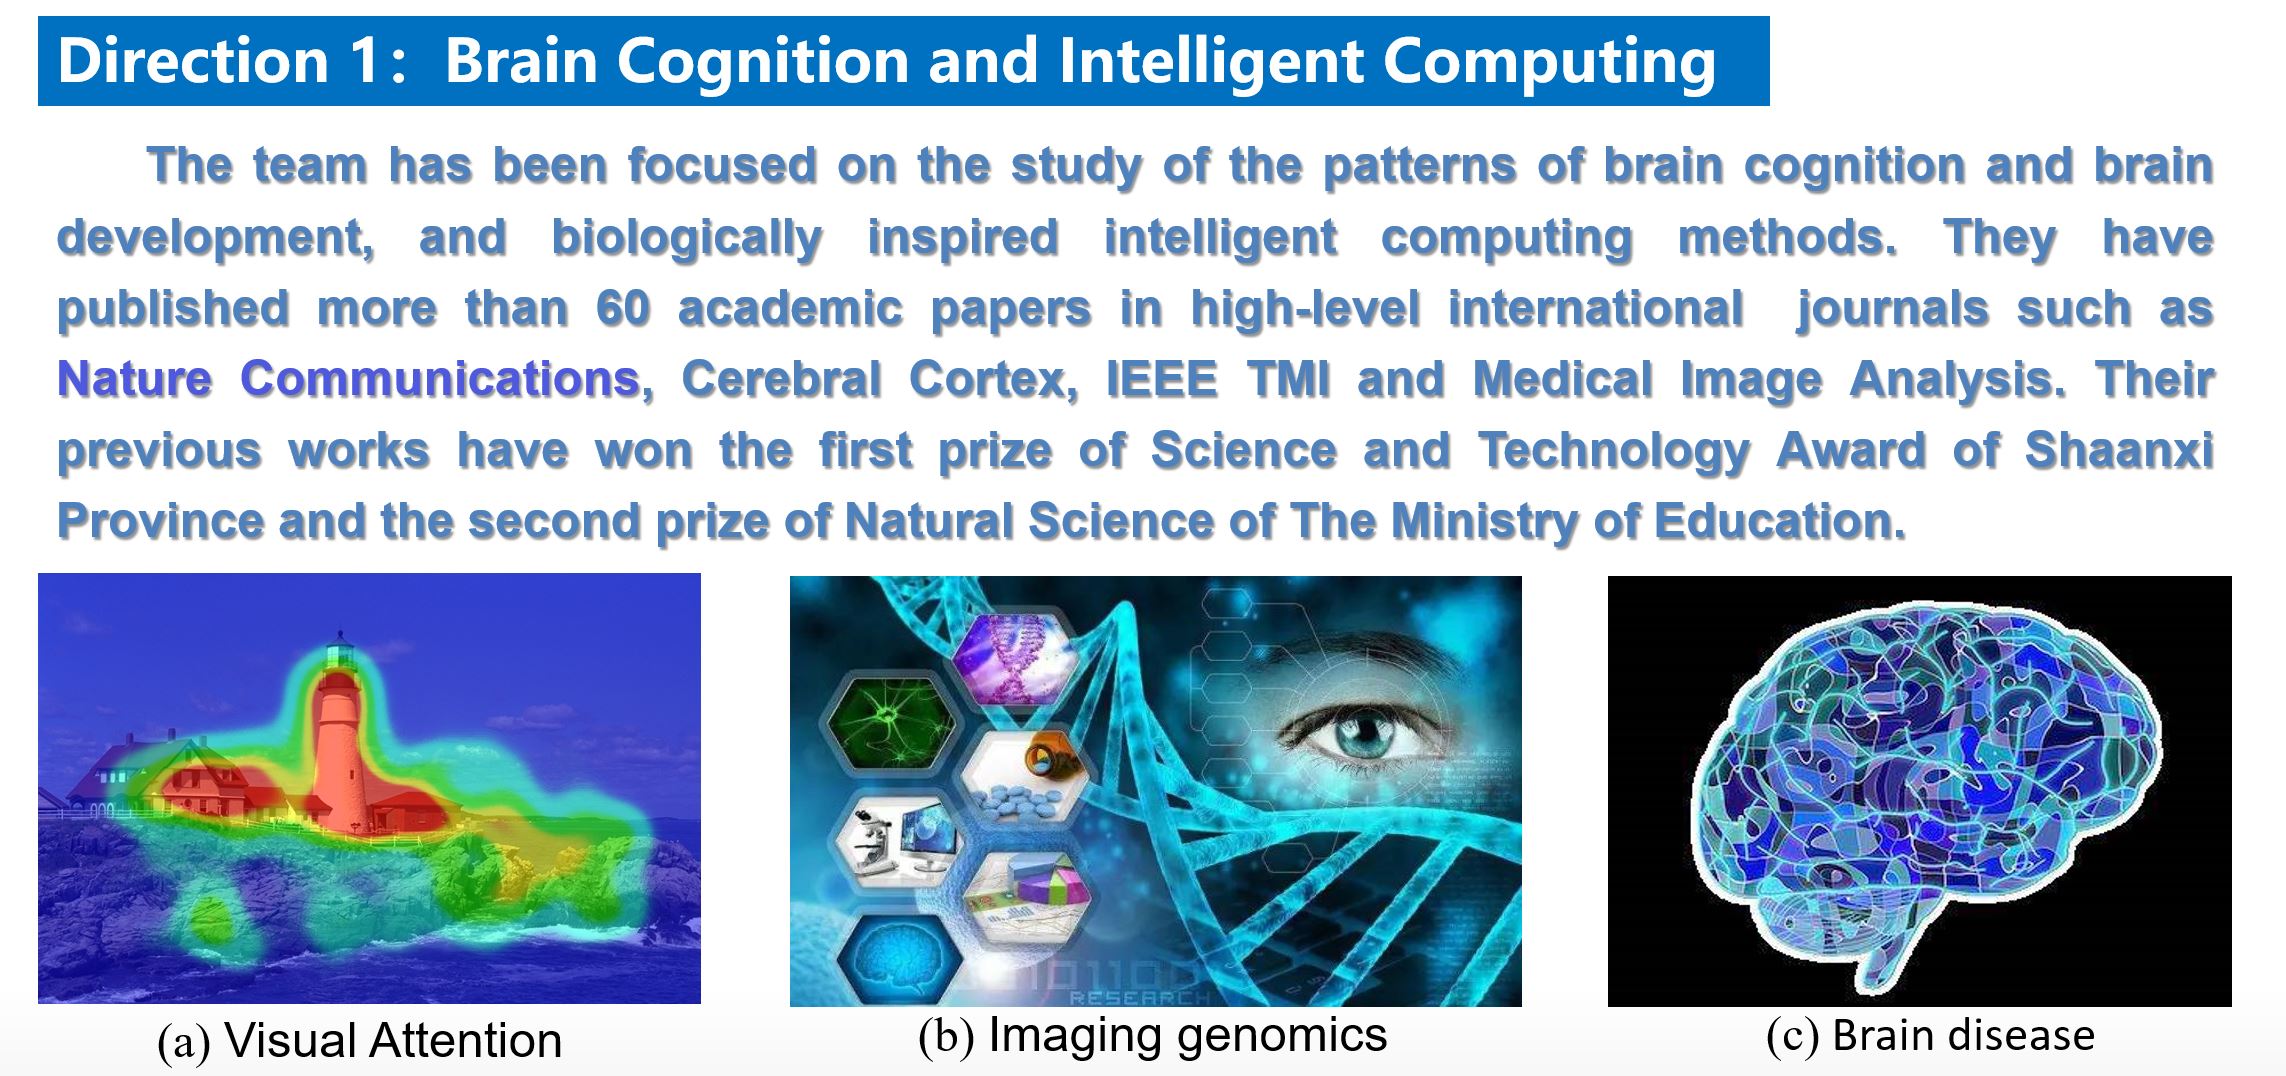 Direction 1：Brain Cognition and Intelligent Computing
The team has been focused on the study of the patterns of brain cognition and brain
development, and biologically inspired intelligent computing methods. They have
published more than 60 academic papers in high-level international journals such as
Nature Communications, Cerebral Cortex, IEEE TMI and Medical Image Analysis. Their
previous works have won the first prize of Science and Technology Award of Shaanxi
Province and the second prize of Natural Science of The Ministry of Education.
RESEARCH
(a) Visual Attention
(b) Imaging genomics
(c) Brain disease